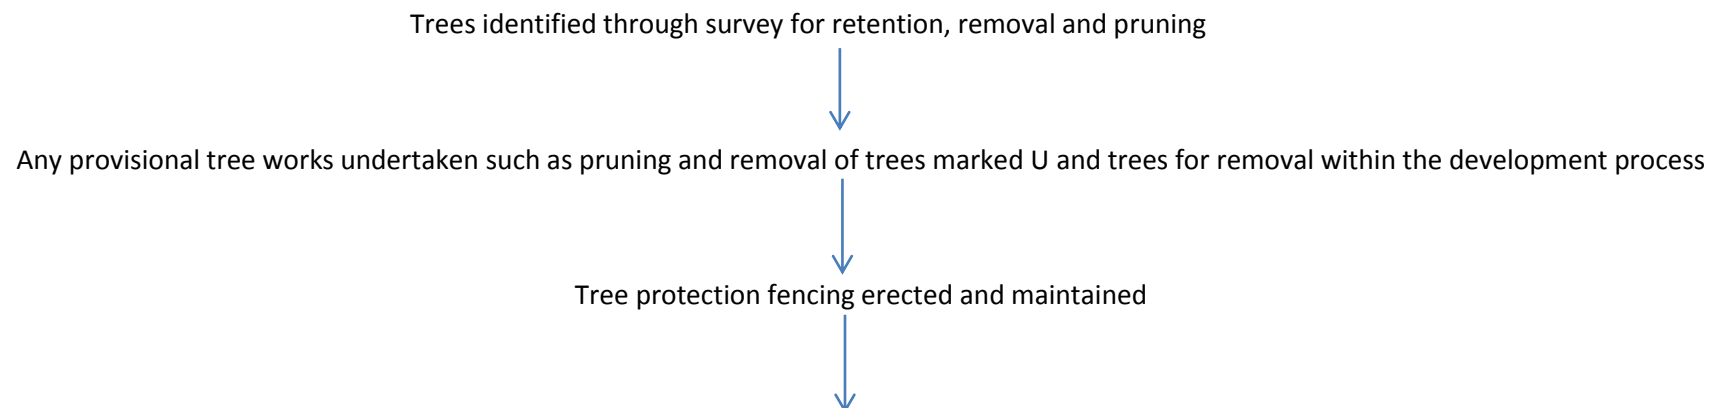 Trees identified through survey for retention, removal and pruning
Any provisional tree works undertaken such as pruning and removal of trees marked U and trees for removal within the development process
Tree protection fencing erected and maintained